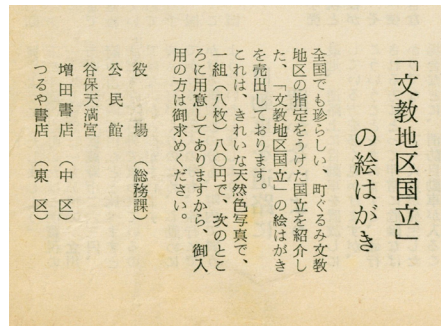 「文教地区国立」
の絵はがき
全国でも珍らしい、町ぐるみ文教
地区の指定をうけた国立を紹介し
た、「文教地区国立」の絵はがき
を売出しております。
これは、きれいな天然色写真で、
一組(八枚)八〇円で、次のとこ
ろに用意してありますから、御入
用の方は御求めください。
役場(総務課)
公民館
谷保天満宮
増田書店(中区)
つるや書店(東区)